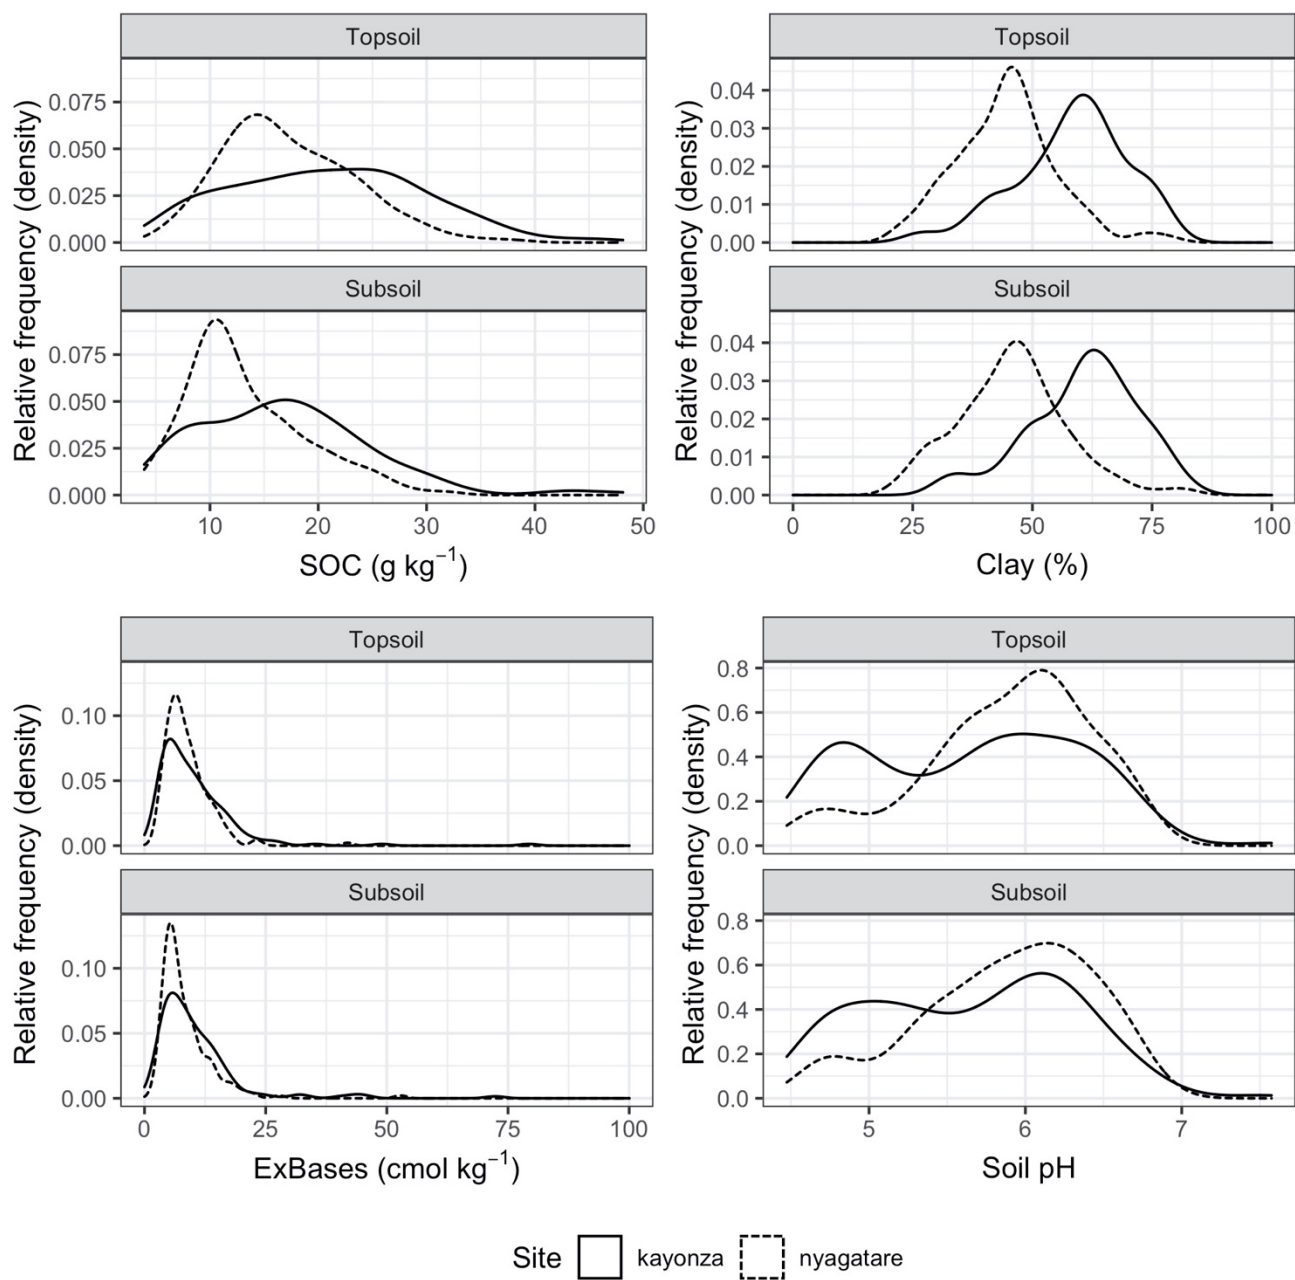 Topsoil
Relative frequency (density)
0.075
0.050
0.025
0.000
Subsoil
0.075
0.050
0.025
0.000
10 20 30 40 50
SOC (g kg⁻¹)
Topsoil
Relative frequency (density)
0.04
0.03
0.02
0.01
0.00
Subsoil
0.04
0.03
0.02
0.01
0.00
0 25 50 75 100
Clay (%)
Topsoil
Relative frequency (density)
0.10
0.05
0.00
Subsoil
0.10
0.05
0.00
0 25 50 75 100
ExBases (cmol kg⁻¹)
Topsoil
Relative frequency (density)
0.8
0.6
0.4
0.2
0.0
Subsoil
0.8
0.6
0.4
0.2
0.0
5 6 7
Soil pH
Site kayonza nyagatare